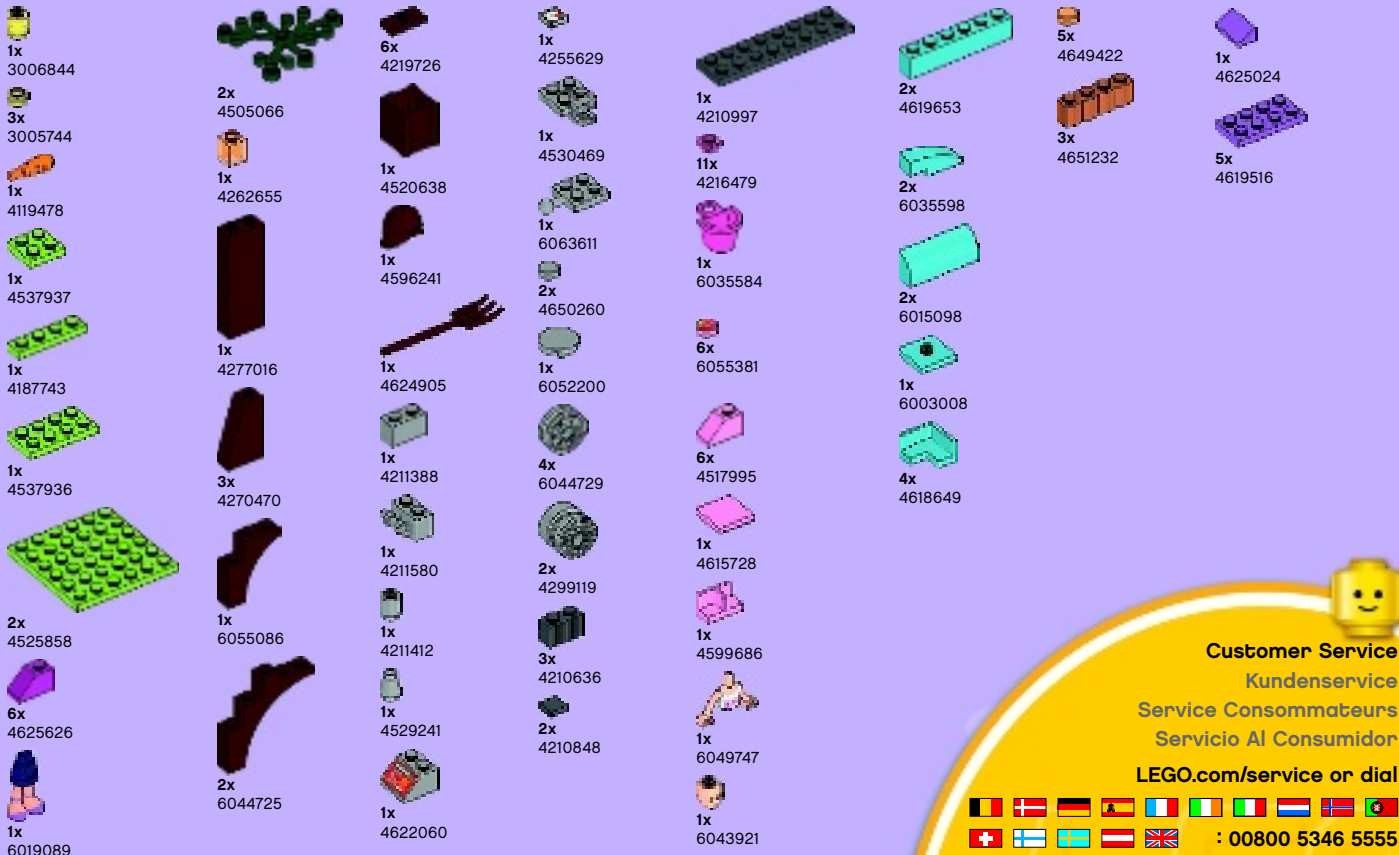 1x
3006844
3x
3005744
1x
4119478
1x
4537937
1x
4187743
1x
4537936
2x
4525858
6x
4625626
1x
6019089
2x
4505066
1x
4262655
1x
4277016
3x
4270470
1x
6055086
2x
6044725
6x
4219726
1x
4520638
1x
4596241
1x
4624905
1x
4211388
1x
4211580
1x
4211412
1x
4529241
1x
4622060
1x
4255629
1x
4530469
1x
6063611
2x
4650260
1x
6052200
4x
6044729
2x
4299119
3x
4210636
2x
4210848
1x
4210997
11x
4216479
1x
6035584
6x
6055381
6x
4517995
1x
4615728
1x
4599686
1x
6049747
1x
6043921
2x
4619653
2x
6035598
2x
6015098
1x
6003008
4x
4618649
5x
4649422
3x
4651232
1x
4625024
5x
4619516
Customer Service
Kundenservice
Service Consommateurs
Servicio Al Consumidor
LEGO.com/service or dial
: 00800 5346 5555